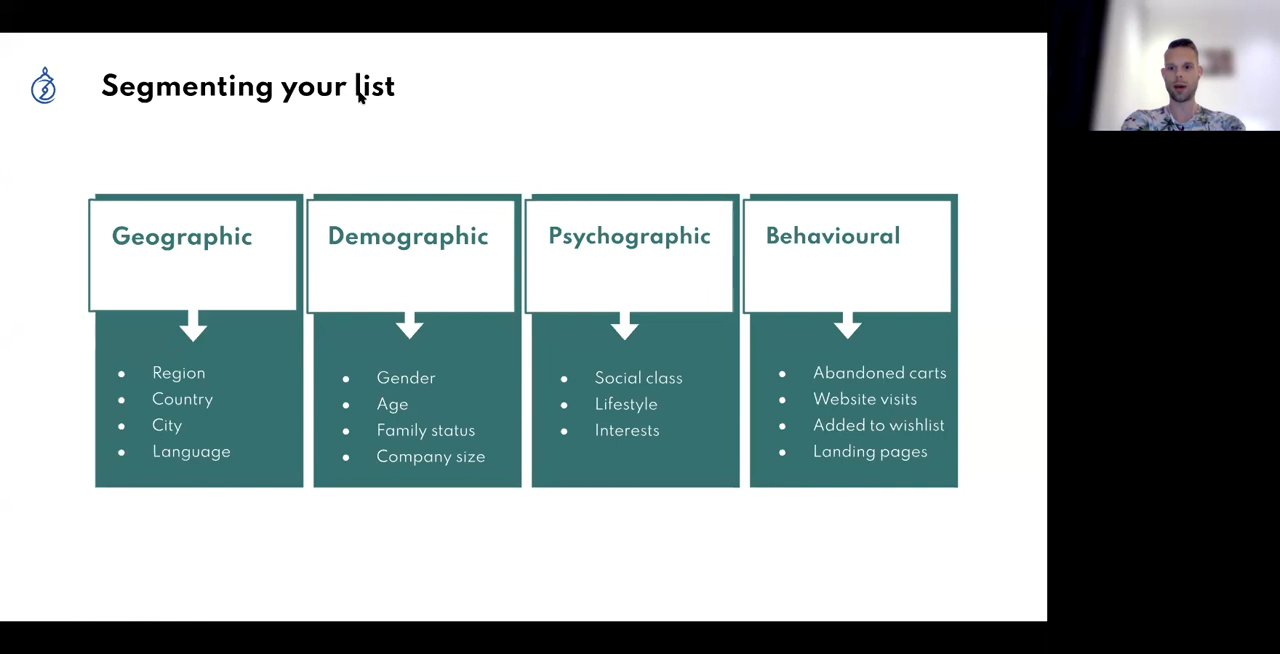 Segmenting your list
Geographic
Region
Country
City
Language
Demographic
Gender
Age
Family status
Company size
Psychographic
Social class
Lifestyle
Interests
Behavioural
Abandoned carts
Website visits
Added to wishlist
Landing pages